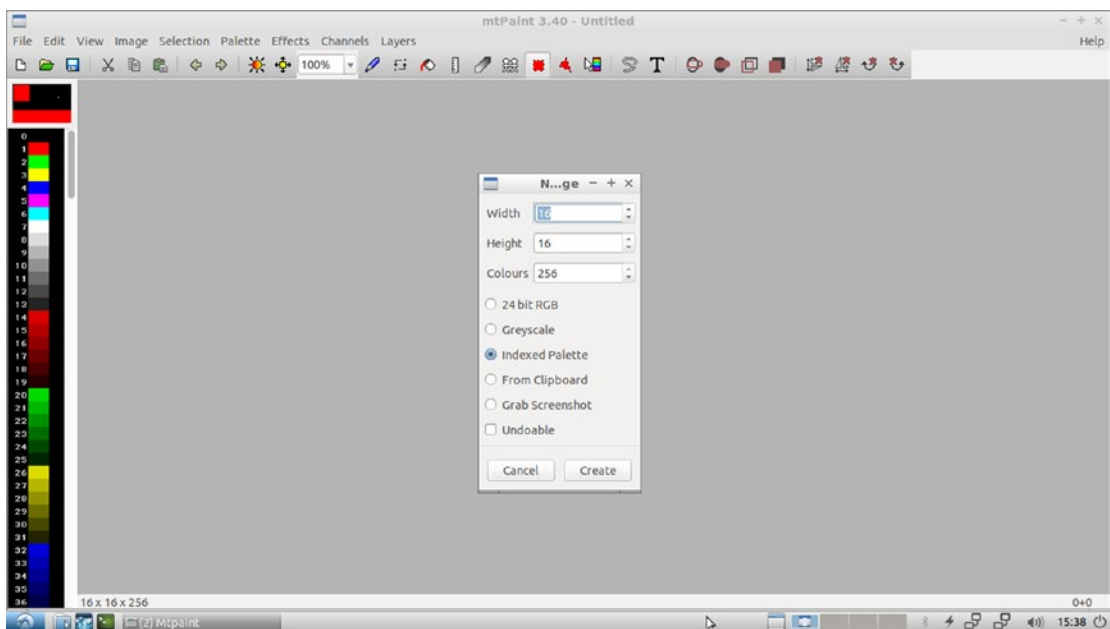 mtPaint 3.40 - Untitled
File Edit View Image Selection Palette Effects Channels Layers Help
100%
0
1
2
3
4
5
6
7
8
9
10
11
12
13
14
15
16
17
18
19
20
21
22
23
24
25
26
27
28
29
30
31
32
33
34
35
36
N...ge
Width 16
Height 16
Colours 256
24 bit RGB
Greyscale
Indexed Palette
From Clipboard
Grab Screenshot
Undoable
Cancel Create
16 x 16 x 256 0+0
(2) Mtpaint 15:38